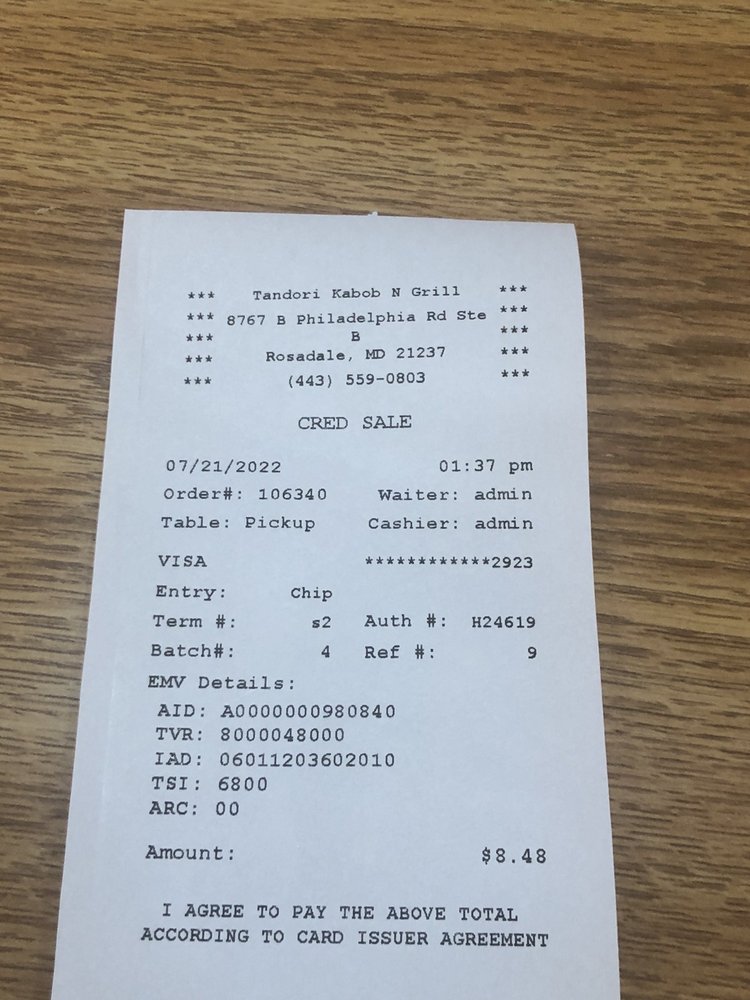 *** Tandori Kabob N Grill ***
*** 8767 B Philadelphia Rd Ste ***
*** B ***
*** Rosadale, MD 21237 ***
*** (443) 559-0803 ***
CRED SALE
07/21/2022 01:37 pm
Order#: 106340 Waiter: admin
Table: Pickup Cashier: admin
VISA ************2923
Entry: Chip
Term #: s2 Auth #: H24619
Batch#: 4 Ref #: 9
EMV Details:
AID: A0000000980840
TVR: 8000048000
IAD: 06011203602010
TSI: 6800
ARC: 00
Amount: $8.48
I AGREE TO PAY THE ABOVE TOTAL
ACCORDING TO CARD ISSUER AGREEMENT